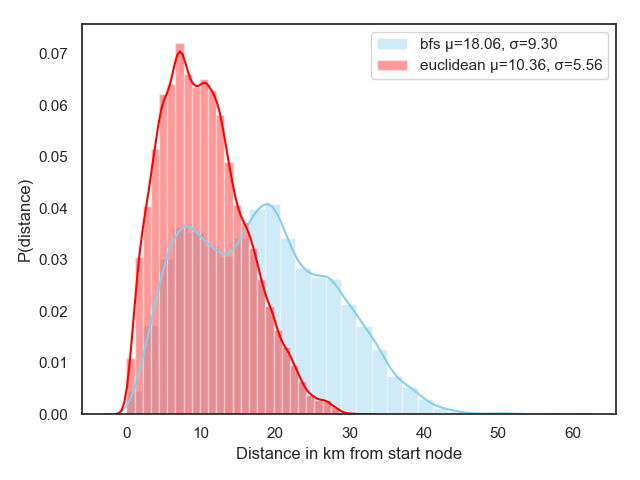 bfs μ=18.06, σ=9.30
euclidean μ=10.36, σ=5.56
P(distance)
0.07
0.06
0.05
0.04
0.03
0.02
0.01
0.00
0 10 20 30 40 50 60
Distance in km from start node